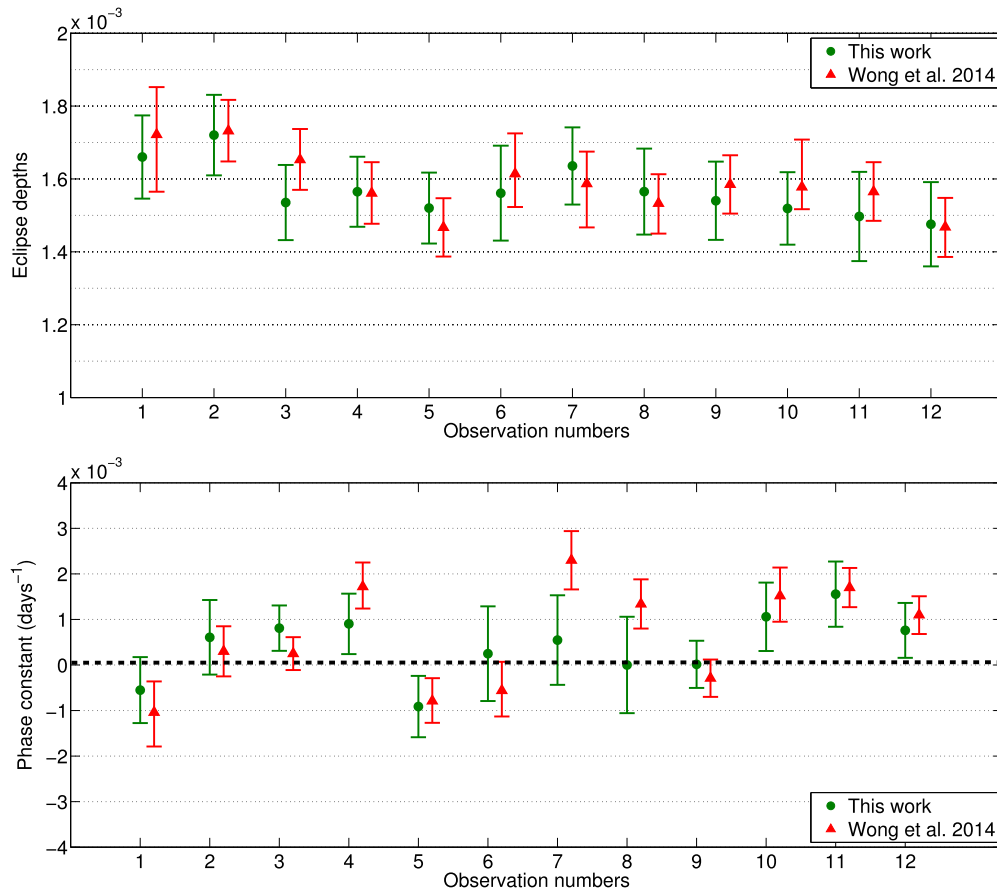 x 10⁻³
2
1.8
1.6
1.4
1.2
1
Eclipse depths
This work
Wong et al. 2014
1 2 3 4 5 6 7 8 9 10 11 12
Observation numbers
x 10⁻³
4
3
2
1
0
−1
−2
−3
−4
Phase constant (days⁻¹)
This work
Wong et al. 2014
1 2 3 4 5 6 7 8 9 10 11 12
Observation numbers